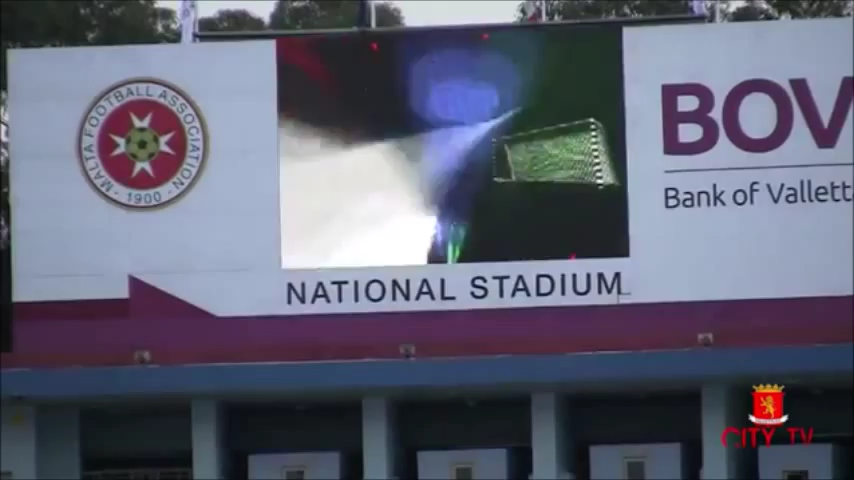 MALTA FOOTBALL ASSOCIATION
· 1900 ·
NATIONAL STADIUM
BOV
Bank of Vallett
CITY TV